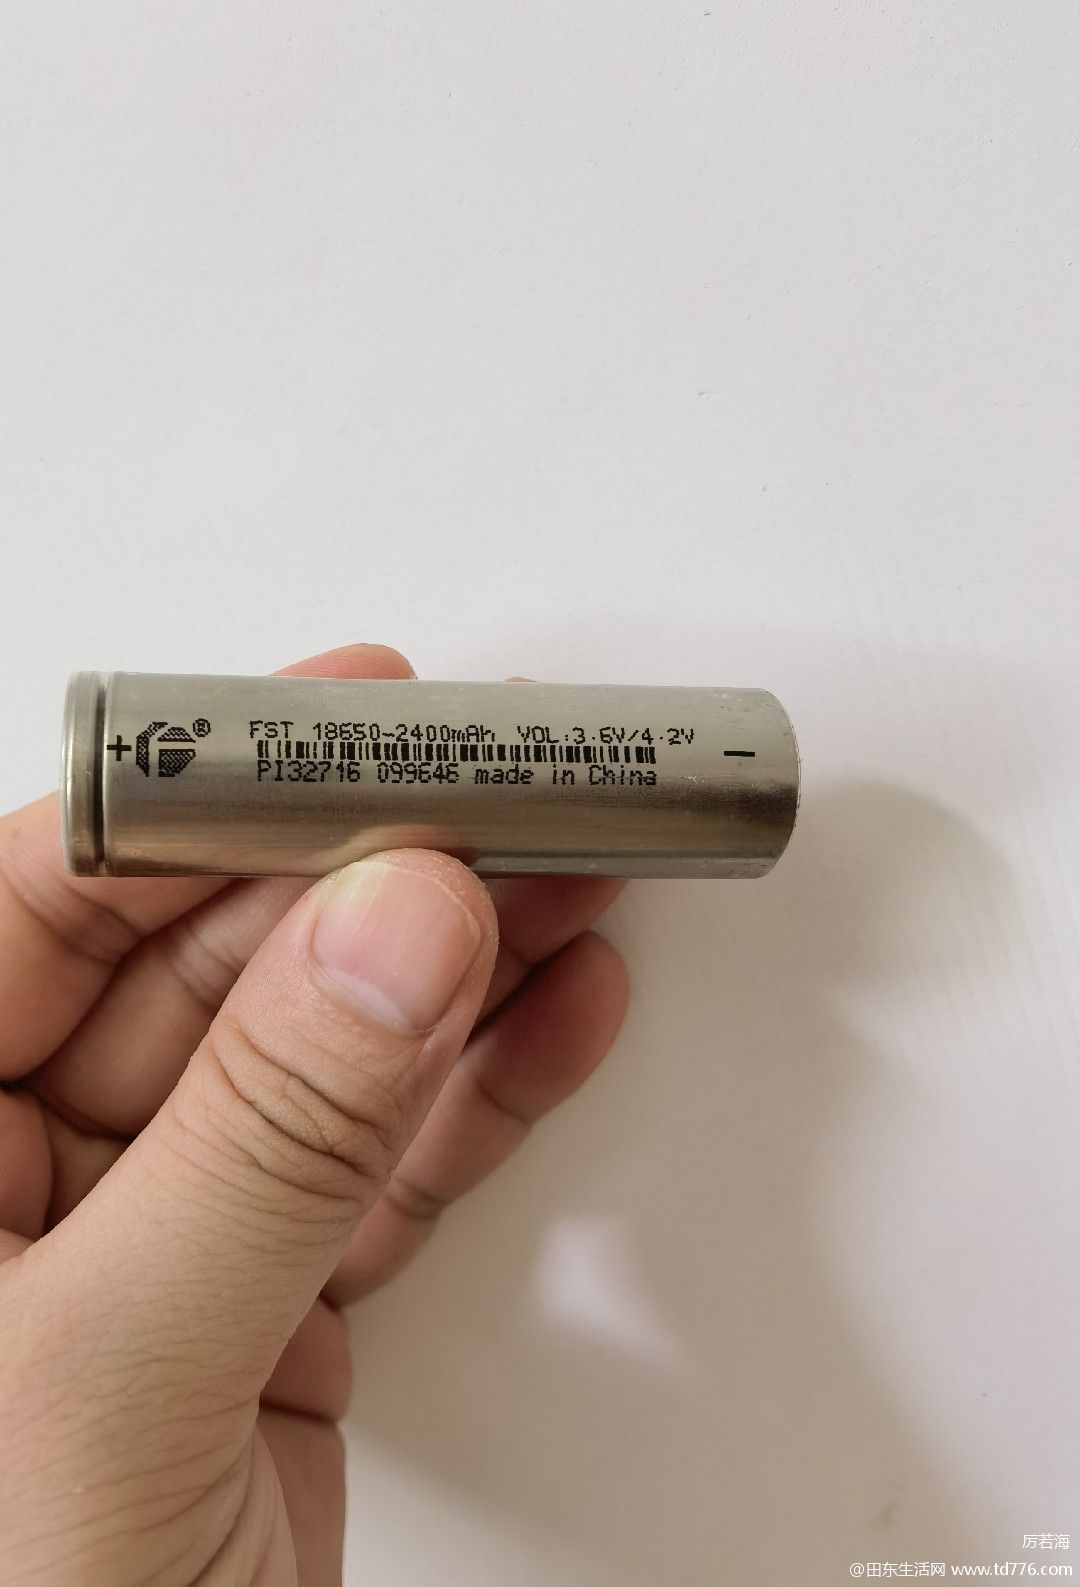 + ® FST 18650-2400mAh VOL:3.6V/4.2V −
PI32716 099646 made in China
厉若海
@田东生活网 www.td776.com